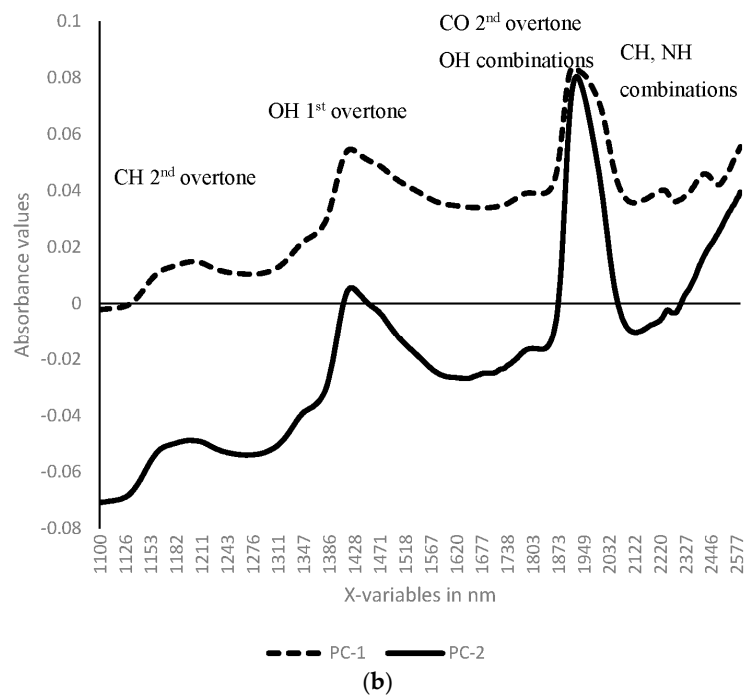 CO 2nd overtone
OH combinations
CH, NH
combinations
OH 1st overtone
CH 2nd overtone
Absorbance values
0.1
0.08
0.06
0.04
0.02
0
-0.02
-0.04
-0.06
-0.08
1100 1126 1153 1182 1211 1243 1276 1311 1347 1386 1428 1471 1518 1567 1620 1677 1738 1803 1873 1949 2032 2122 2220 2327 2446 2577
X-variables in nm
PC-1 PC-2
(b)